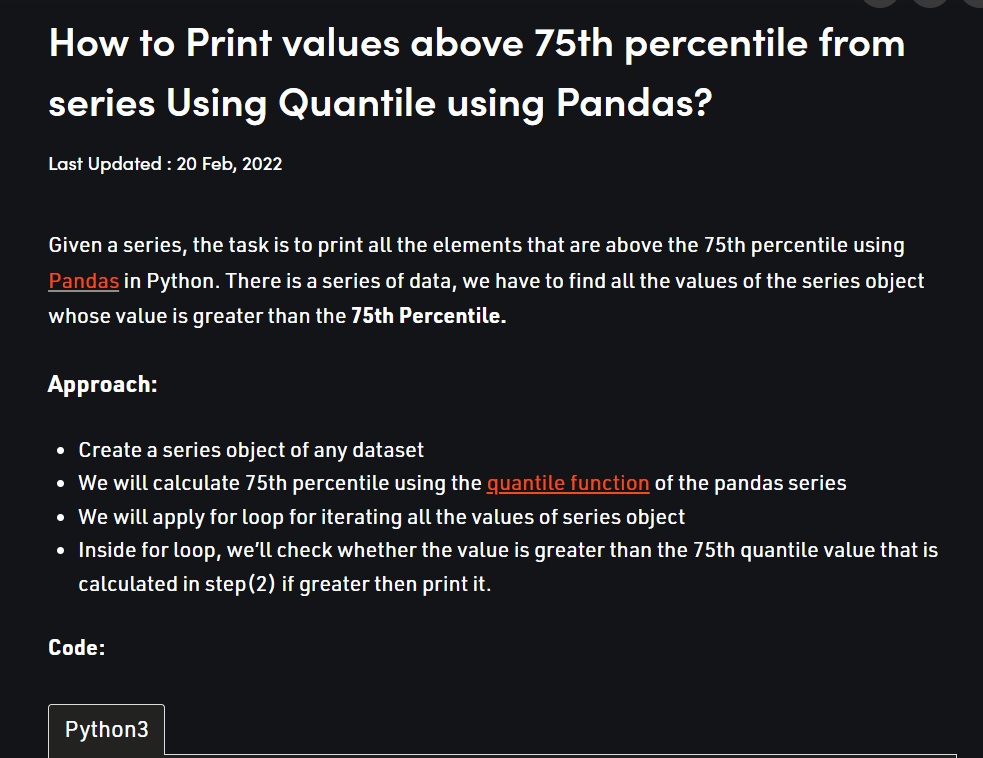 How to Print values above 75th percentile from
series Using Quantile using Pandas?
Last Updated : 20 Feb, 2022
Given a series, the task is to print all the elements that are above the 75th percentile using
Pandas in Python. There is a series of data, we have to find all the values of the series object
whose value is greater than the 75th Percentile.
Approach:
• Create a series object of any dataset
• We will calculate 75th percentile using the quantile function of the pandas series
• We will apply for loop for iterating all the values of series object
• Inside for loop, we’ll check whether the value is greater than the 75th quantile value that is
calculated in step(2) if greater then print it.
Code:
Python3